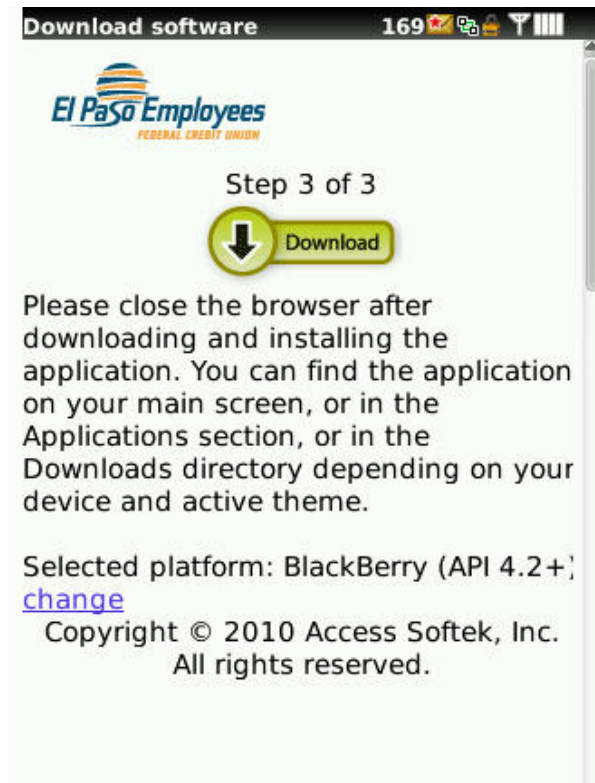 Download software 169
El Paso Employees
FEDERAL CREDIT UNION
Step 3 of 3
Download
Please close the browser after
downloading and installing the
application. You can find the application
on your main screen, or in the
Applications section, or in the
Downloads directory depending on your
device and active theme.
Selected platform: BlackBerry (API 4.2+)
change
Copyright © 2010 Access Softek, Inc.
All rights reserved.